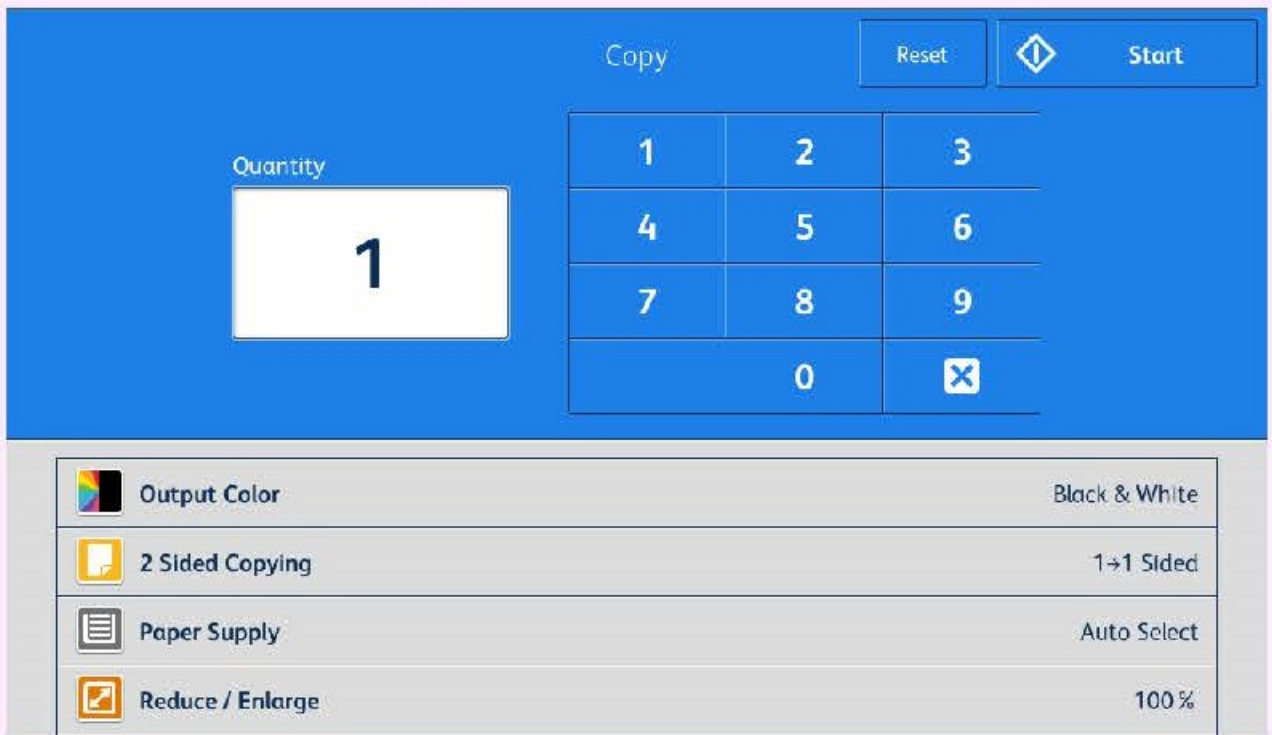 Copy Reset Start
Quantity
1
1 2 3
4 5 6
7 8 9
0
Output Color Black & White
2 Sided Copying 1→1 Sided
Paper Supply Auto Select
Reduce / Enlarge 100%